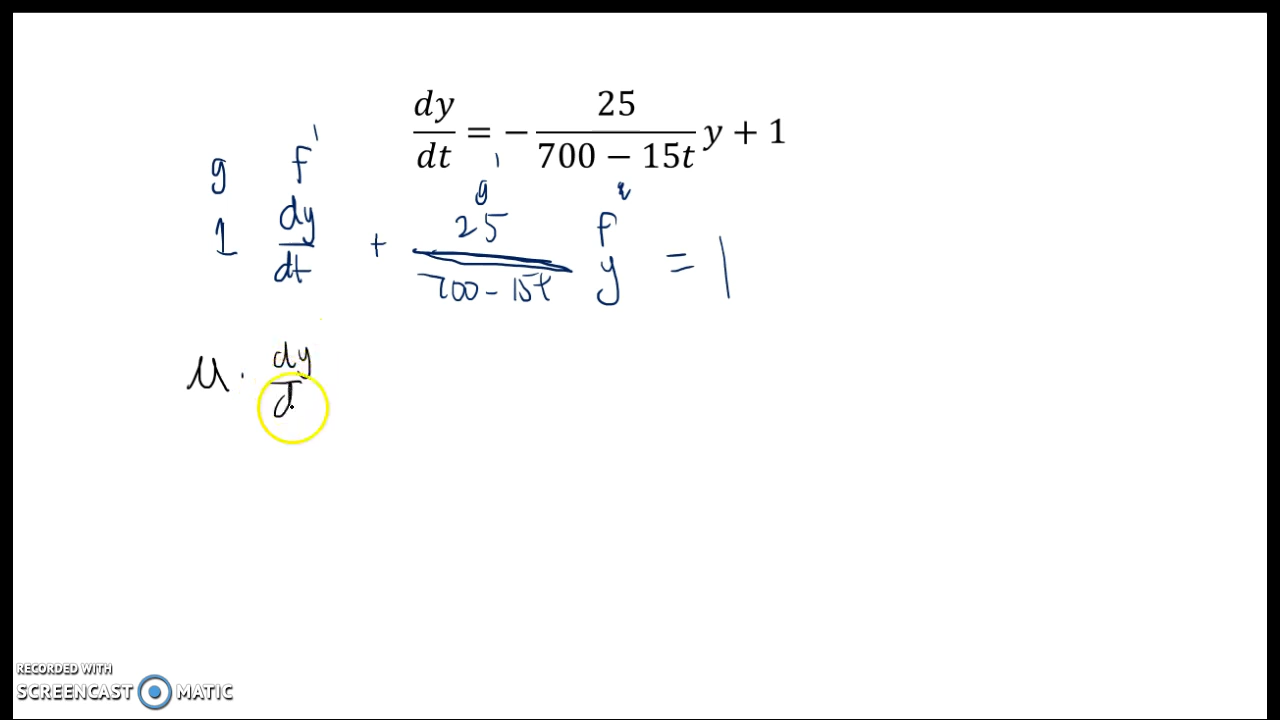 dy/dt = − 25/(700 − 15t) y + 1
g f' g' f
1 dy/dt + 25/(700 - 15t) y = 1
μ · dy/d
RECORDED WITH
SCREENCAST MATIC